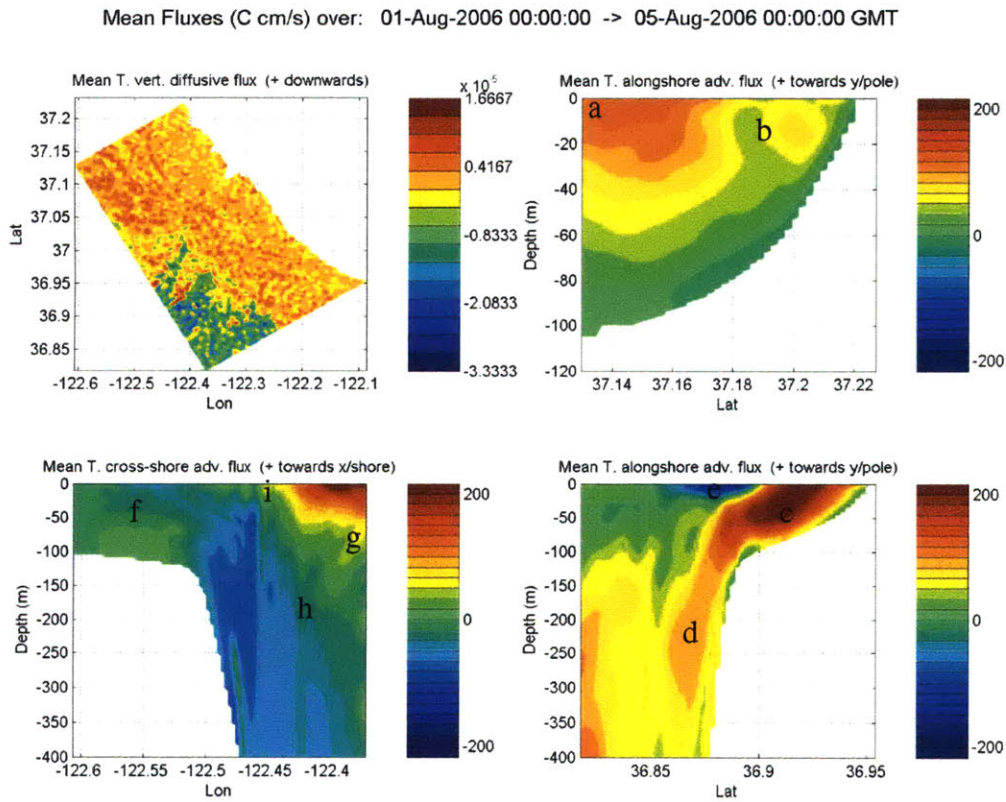 Mean Fluxes (C cm/s) over: 01-Aug-2006 00:00:00 -> 05-Aug-2006 00:00:00 GMT
Mean T. vert. diffusive flux (+ downwards)
x 10^-5
1.6667
0.4167
-0.8333
-2.0833
-3.3333
37.2
37.15
37.1
37.05
37
36.95
36.9
36.85
Lat
-122.6 -122.5 -122.4 -122.3 -122.2 -122.1
Lon
Mean T. alongshore adv. flux (+ towards y/pole)
0
-20
-40
-60
-80
-100
-120
Depth (m)
a
b
37.14 37.16 37.18 37.2 37.22
Lat
200
0
-200
Mean T. cross-shore adv. flux (+ towards x/shore)
0
-50
-100
-150
-200
-250
-300
-350
-400
Depth (m)
f
i
g
h
-122.6 -122.55 -122.5 -122.45 -122.4
Lon
200
0
-200
Mean T. alongshore adv. flux (+ towards y/pole)
0
-50
-100
-150
-200
-250
-300
-350
-400
Depth (m)
e
c
d
36.85 36.9 36.95
Lat
200
0
-200